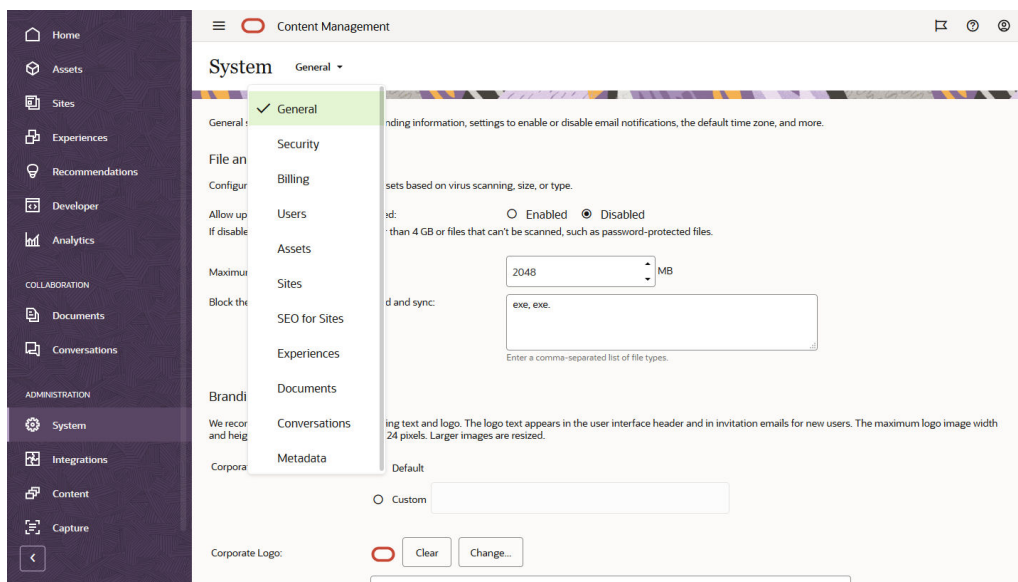 Home
Assets
Sites
Experiences
Recommendations
Developer
Analytics
COLLABORATION
Documents
Conversations
ADMINISTRATION
System
Integrations
Content
Capture
Content Management
System General
General
Security
Billing
Users
Assets
Sites
SEO for Sites
Experiences
Documents
Conversations
Metadata
General nding information, settings to enable or disable email notifications, the default time zone, and more.
File an
Configur sets based on virus scanning, size, or type.
Allow up ed: Enabled Disabled
If disable than 4 GB or files that can't be scanned, such as password-protected files.
Maximu 2048 MB
Block the d and sync: exe, exe.
Enter a comma-separated list of file types.
Brandi
We recor ing text and logo. The logo text appears in the user interface header and in invitation emails for new users. The maximum logo image width
and heig 24 pixels. Larger images are resized.
Corpora Default
Custom
Corporate Logo: Clear Change...